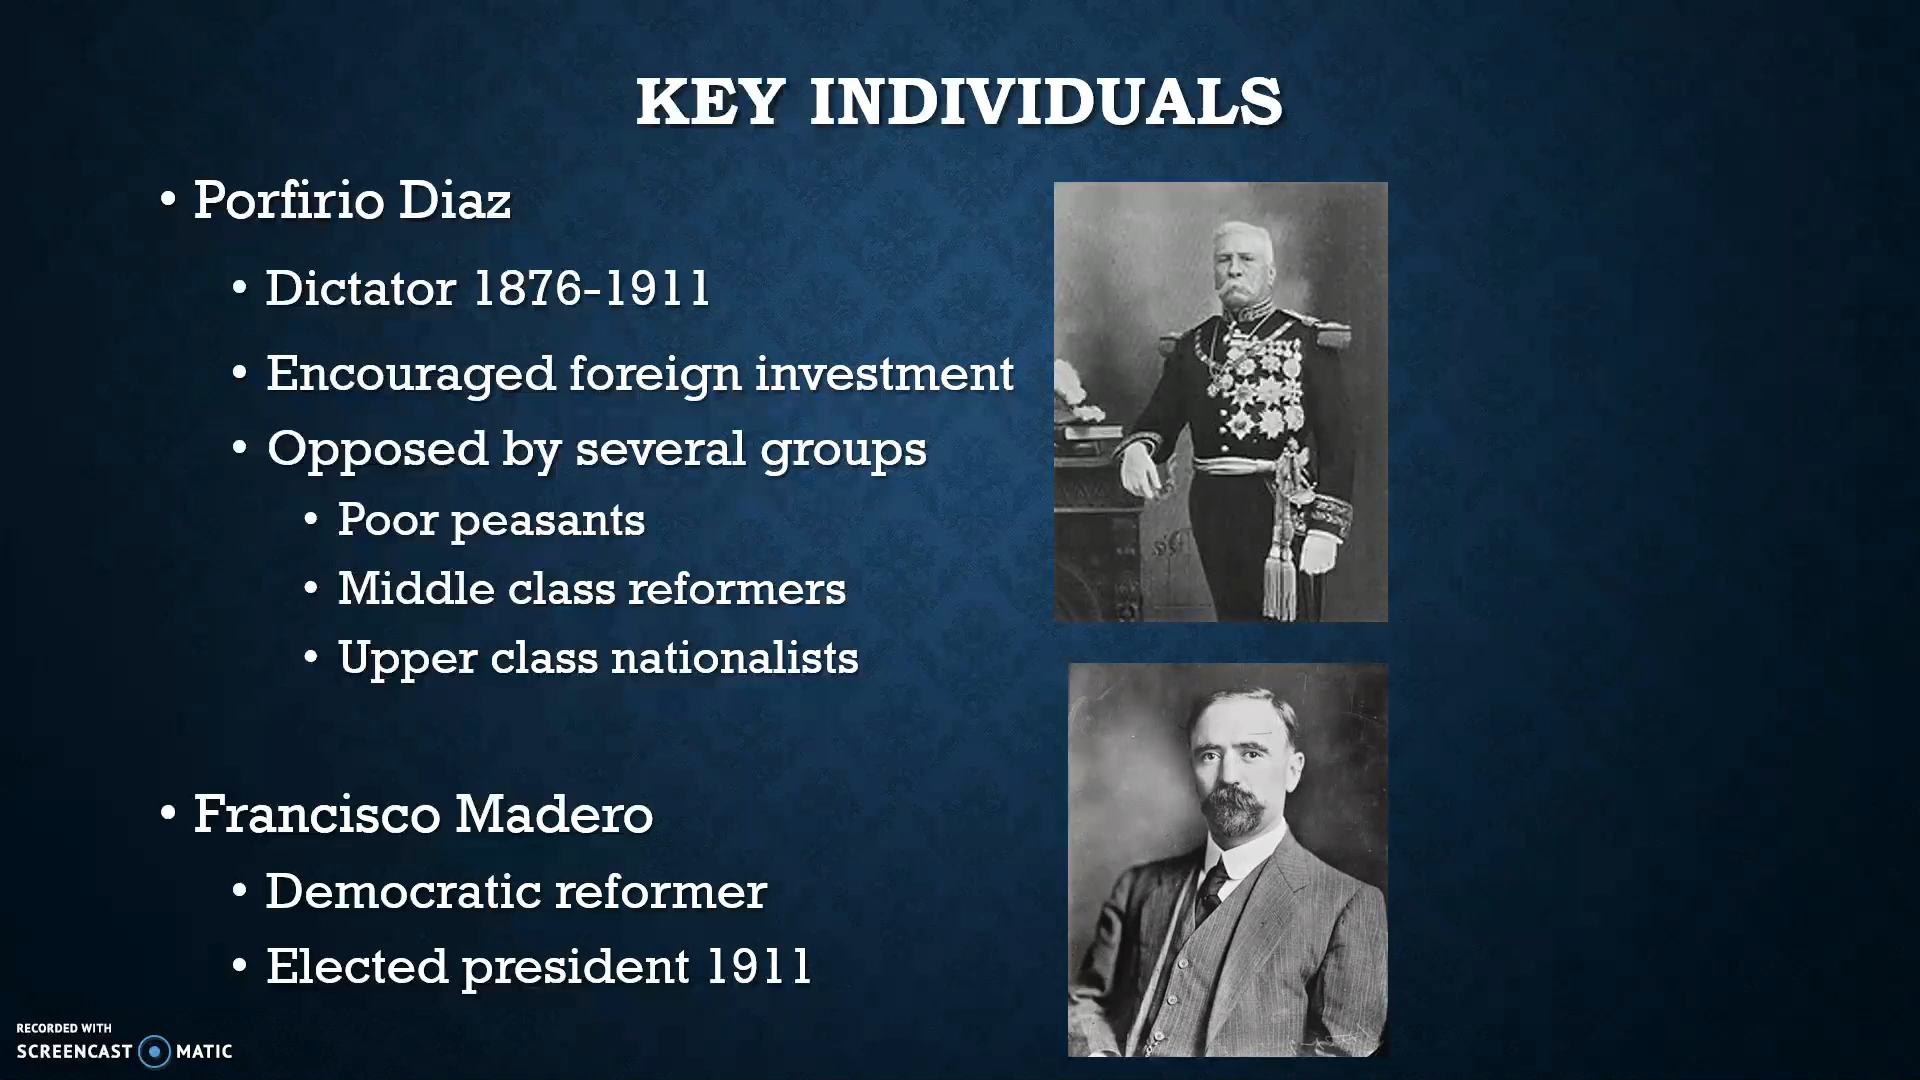 KEY INDIVIDUALS
• Porfirio Diaz
• Dictator 1876-1911
• Encouraged foreign investment
• Opposed by several groups
• Poor peasants
• Middle class reformers
• Upper class nationalists
• Francisco Madero
• Democratic reformer
• Elected president 1911
RECORDED WITH
SCREENCAST MATIC